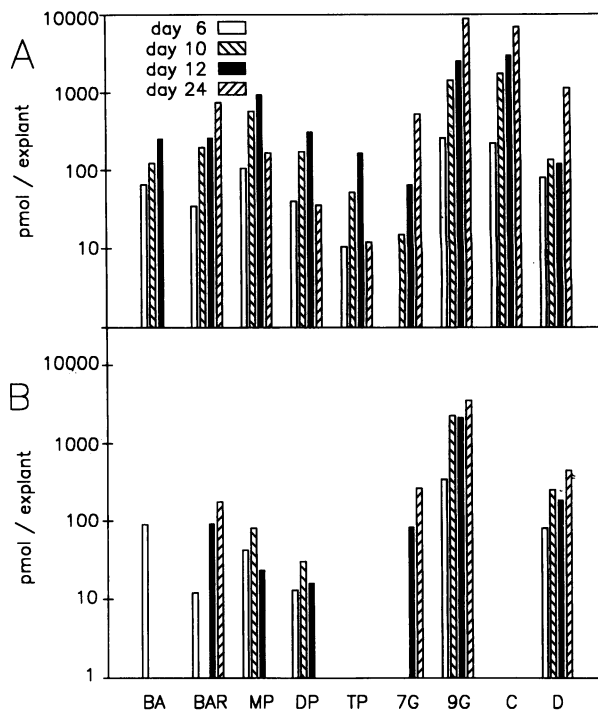 A
day 6
day 10
day 12
day 24
10000
1000
100
10
pmol / explant
B
10000
1000
100
10
1
pmol / explant
BA BAR MP DP TP 7G 9G C D